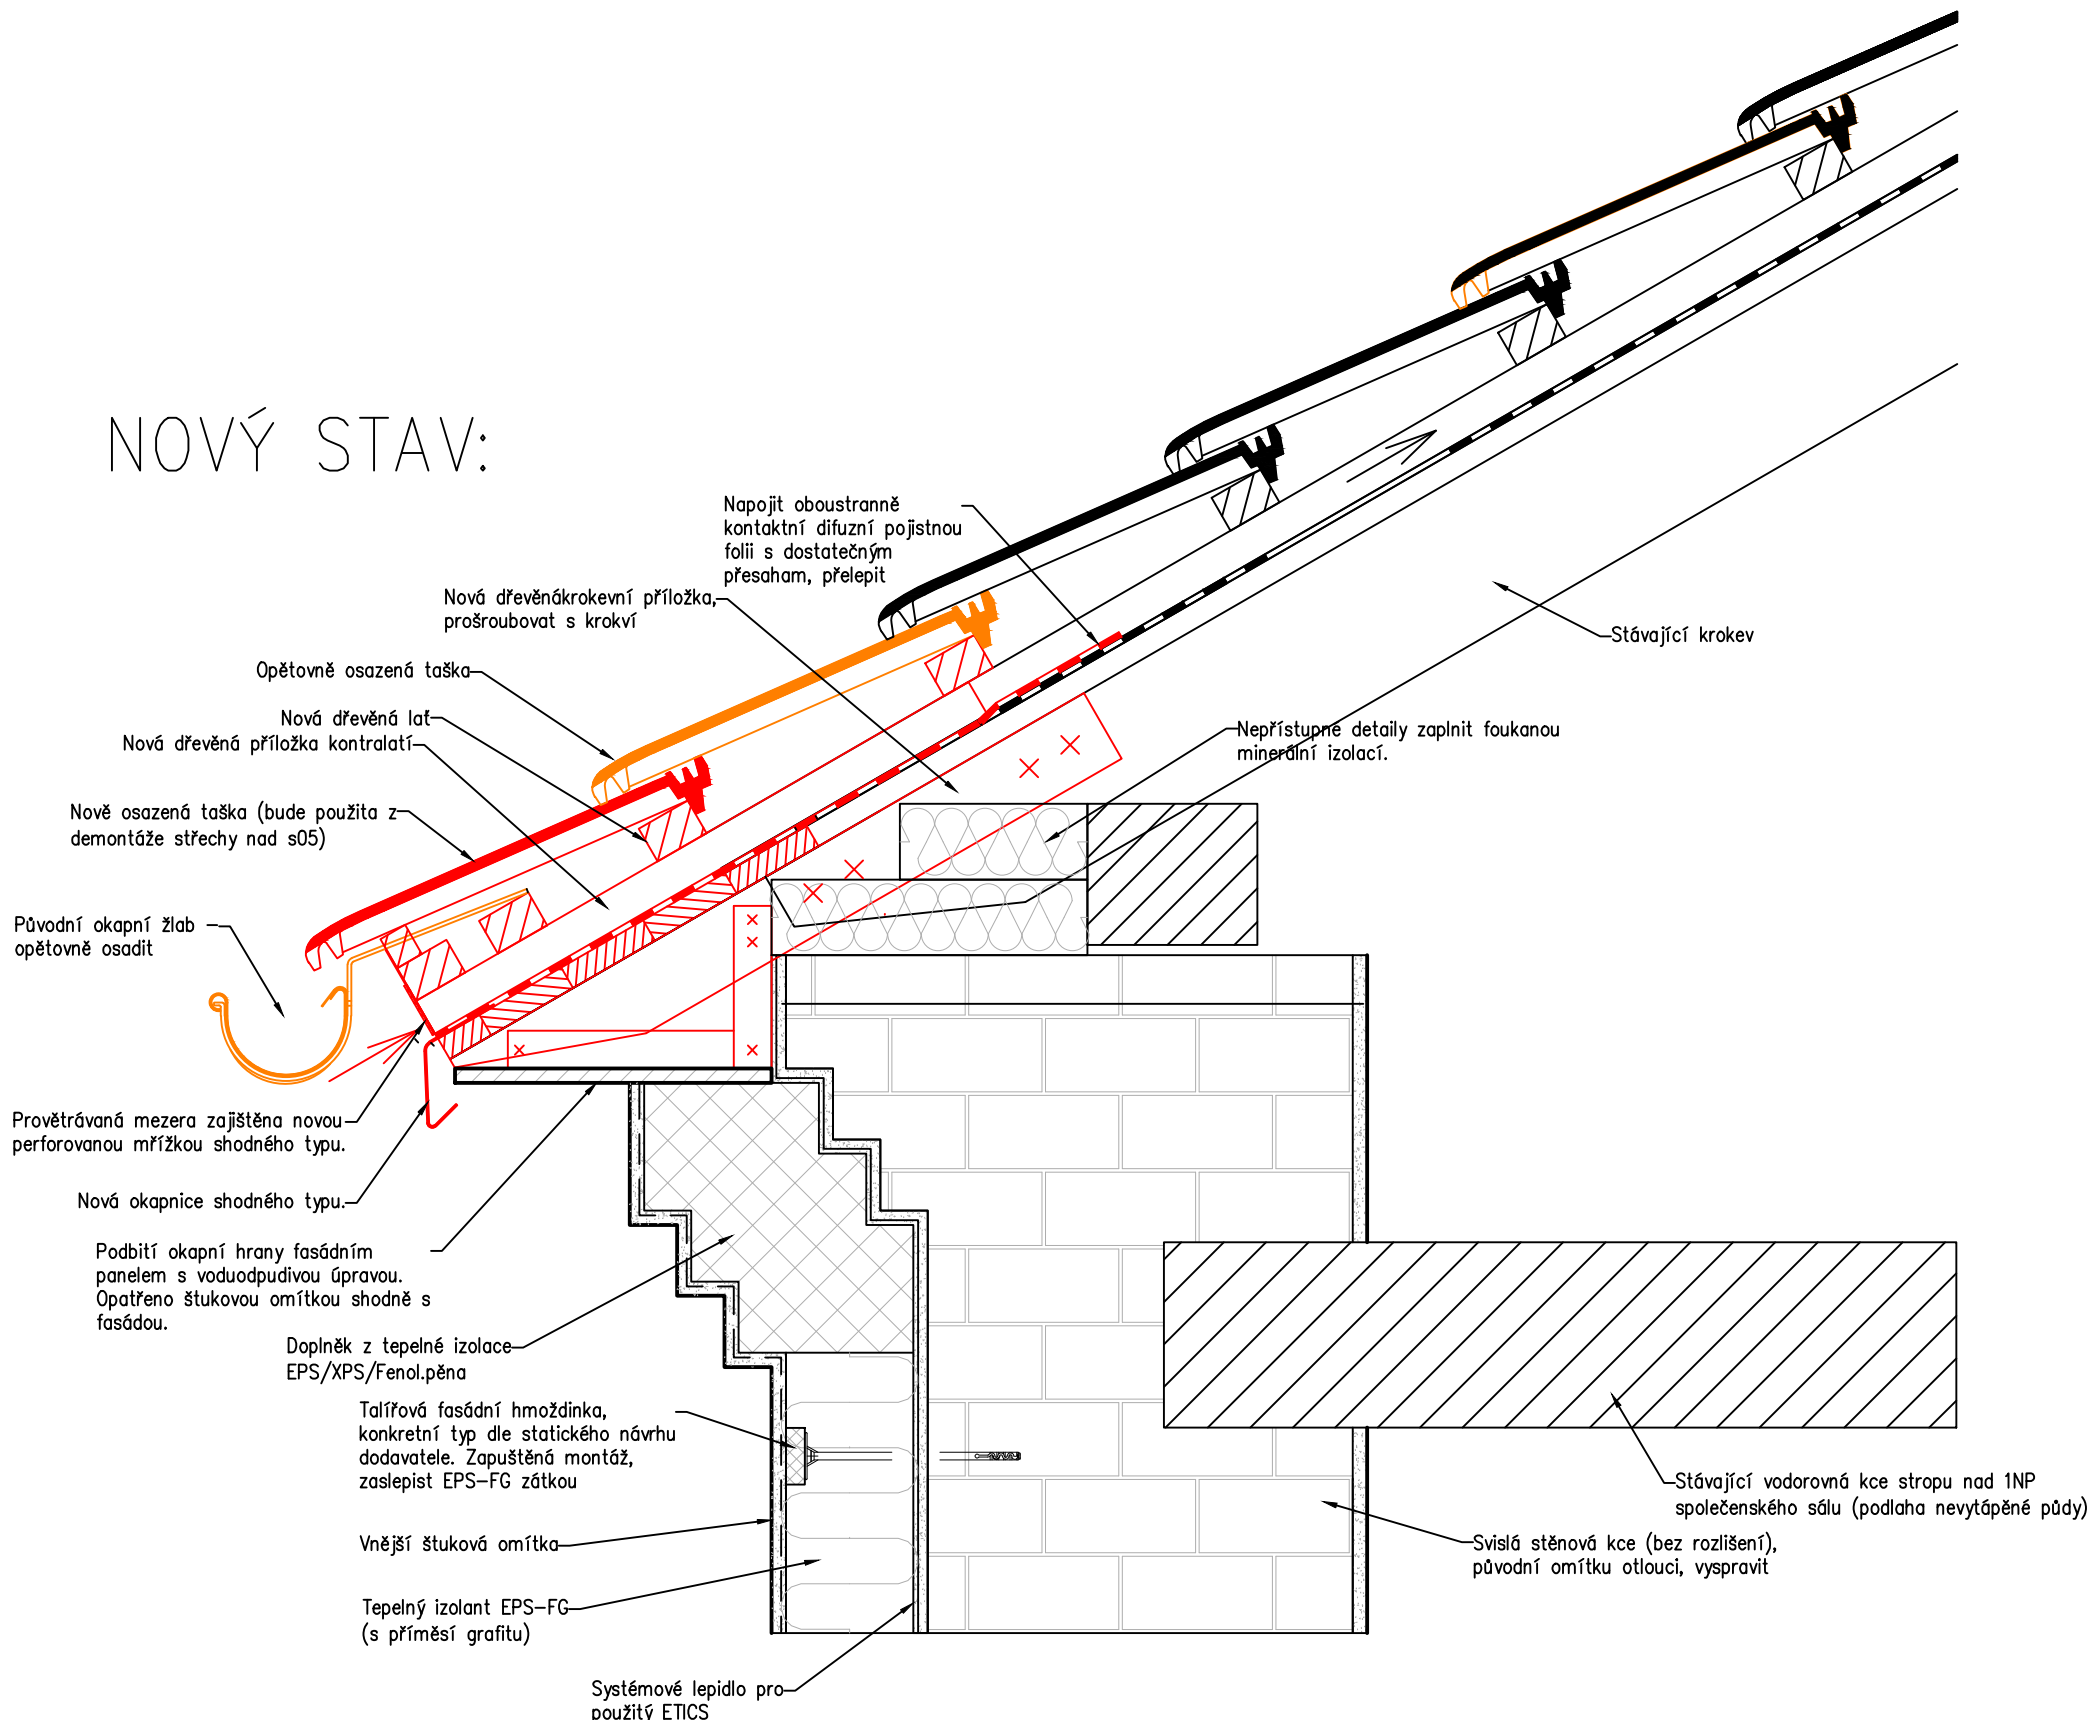 NOVÝ STAV:
Napojit oboustranně
kontaktní difuzní pojistnou
folii s dostatečným
přesaham, přelepit
Nová dřevěnákrokevní příložka,
prošroubovat s krokví
Stávající krokev
Opětovně osazená taška
Nová dřevěná lať
Nová dřevěná příložka kontralatí
Nepřístupne detaily zaplnit foukanou
minerální izolací.
Nově osazená taška (bude použita z
demontáže střechy nad s05)
Původní okapní žlab
opětovně osadit
Provětrávaná mezera zajištěna novou
perforovanou mřížkou shodného typu.
Nová okapnice shodného typu.
Podbití okapní hrany fasádním
panelem s voduodpudivou úpravou.
Opatřeno štukovou omítkou shodně s
fasádou.
Doplněk z tepelné izolace
EPS/XPS/Fenol.pěna
Talířová fasádní hmoždinka,
konkretní typ dle statického návrhu
dodavatele. Zapuštěná montáž,
zaslepist EPS-FG zátkou
Stávající vodorovná kce stropu nad 1NP
společenského sálu (podlaha nevytápěné půdy)
Vnější štuková omítka
Svislá stěnová kce (bez rozlišení),
původní omítku otlouci, vyspravit
Tepelný izolant EPS-FG
(s příměsí grafitu)
Systémové lepidlo pro
použitý ETICS